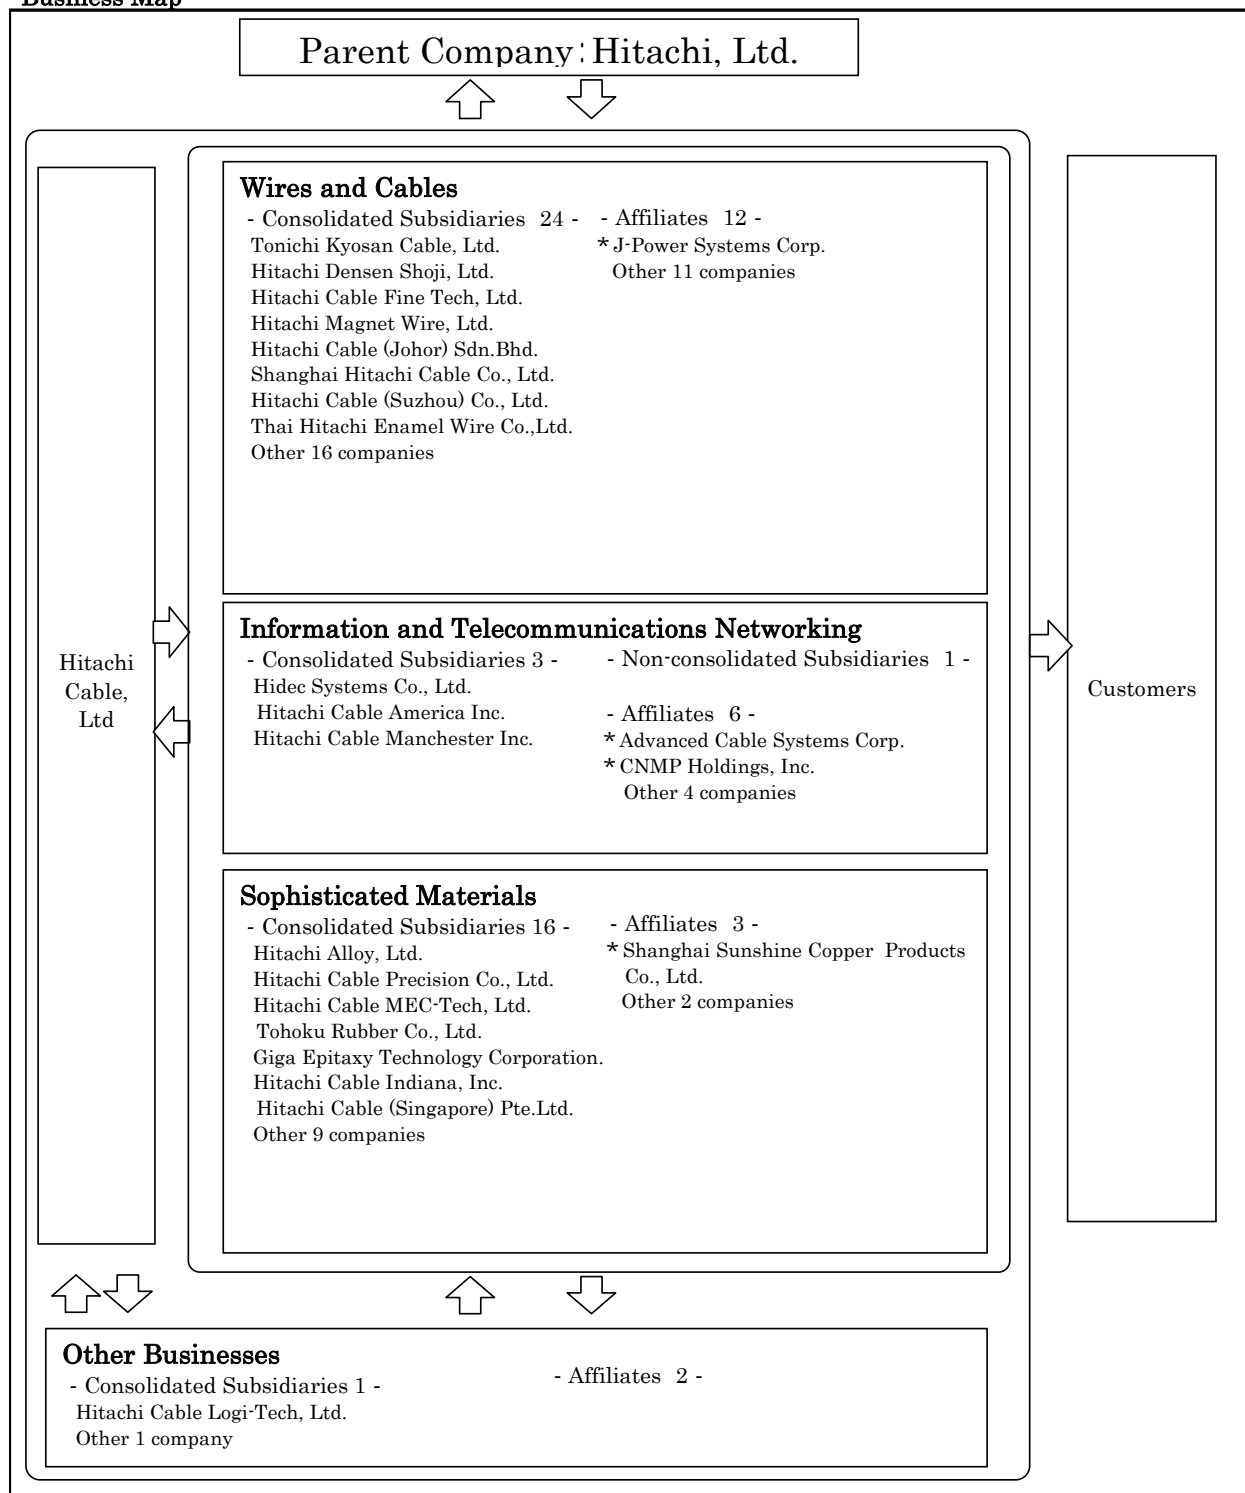 Business Map
Parent Company：Hitachi, Ltd.
Wires and Cables
- Consolidated Subsidiaries 24 -
Tonichi Kyosan Cable, Ltd.
Hitachi Densen Shoji, Ltd.
Hitachi Cable Fine Tech, Ltd.
Hitachi Magnet Wire, Ltd.
Hitachi Cable (Johor) Sdn.Bhd.
Shanghai Hitachi Cable Co., Ltd.
Hitachi Cable (Suzhou) Co., Ltd.
Thai Hitachi Enamel Wire Co.,Ltd.
Other 16 companies
- Affiliates 12 -
* J-Power Systems Corp.
Other 11 companies
Hitachi
Cable,
Ltd
Information and Telecommunications Networking
- Consolidated Subsidiaries 3 -
Hidec Systems Co., Ltd.
Hitachi Cable America Inc.
Hitachi Cable Manchester Inc.
- Non-consolidated Subsidiaries 1 -
- Affiliates 6 -
* Advanced Cable Systems Corp.
* CNMP Holdings, Inc.
Other 4 companies
Customers
Sophisticated Materials
- Consolidated Subsidiaries 16 -
Hitachi Alloy, Ltd.
Hitachi Cable Precision Co., Ltd.
Hitachi Cable MEC-Tech, Ltd.
Tohoku Rubber Co., Ltd.
Giga Epitaxy Technology Corporation.
Hitachi Cable Indiana, Inc.
Hitachi Cable (Singapore) Pte.Ltd.
Other 9 companies
- Affiliates 3 -
* Shanghai Sunshine Copper Products
Co., Ltd.
Other 2 companies
Other Businesses
- Consolidated Subsidiaries 1 -
Hitachi Cable Logi-Tech, Ltd.
Other 1 company
- Affiliates 2 -